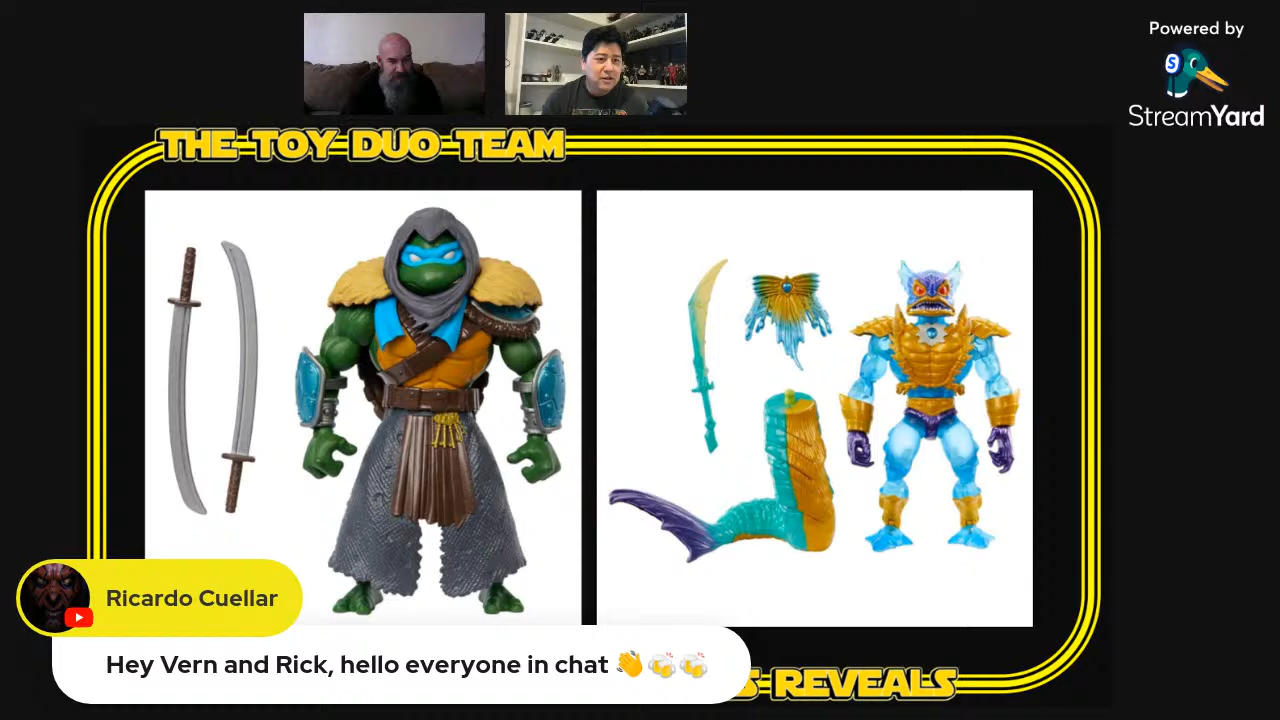 Powered by
S
StreamYard
THE TOY DUO TEAM
Ricardo Cuellar
Hey Vern and Rick, hello everyone in chat 👋🍻🍻
REVEALS